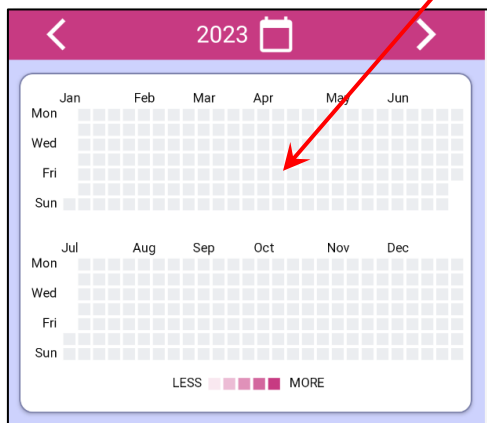 2023
Jan Feb Mar Apr May Jun
Mon
Wed
Fri
Sun
Jul Aug Sep Oct Nov Dec
Mon
Wed
Fri
Sun
LESS MORE